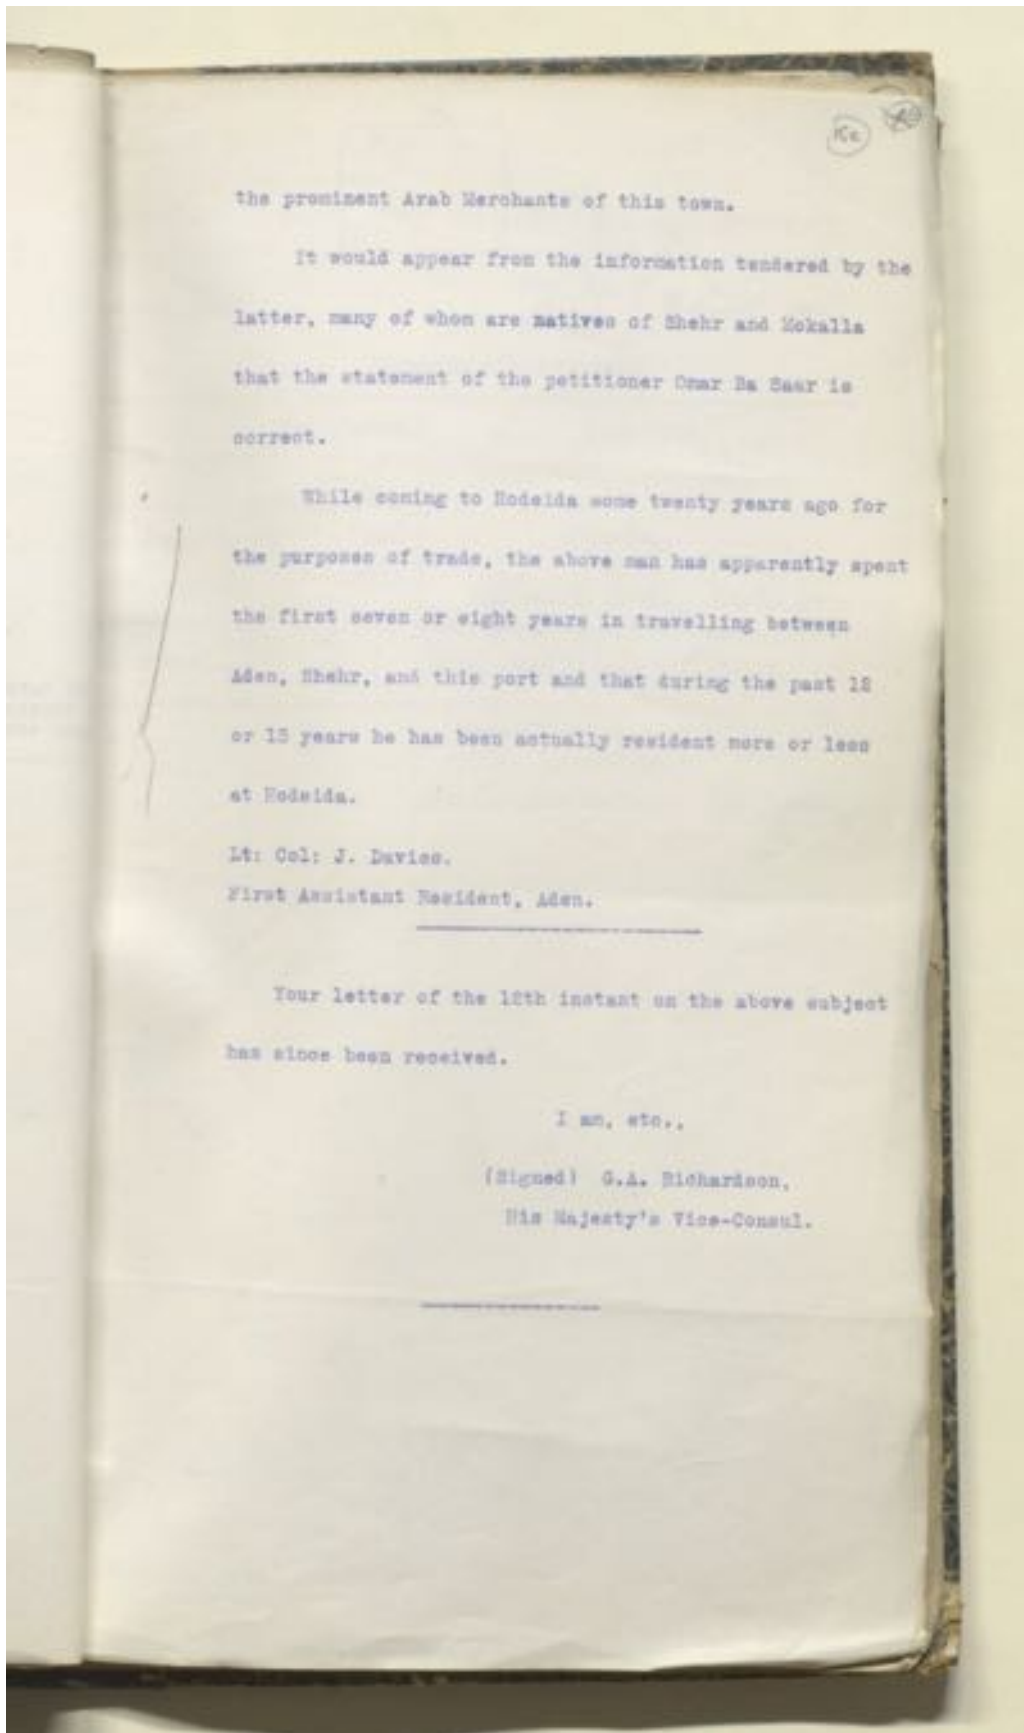 the prominent Arab Merchants of this town.
It would appear from the information tendered by the
latter, many of whom are natives of Shehr and Mokalla
that the statement of the petitioner Omar Ba Saar is
correct.
While coming to Hodeida some twenty years ago for
the purposes of trade, the above man has apparently spent
the first seven or eight years in travelling between
Aden, Shehr, and this port and that during the past 12
or 13 years he has been actually resident more or less
at Hodeida.
Lt: Col: J. Davies.
First Assistant Resident, Aden.
Your letter of the 12th instant on the above subject
has since been received.
I am, etc.,
(Signed) G.A. Richardson,
His Majesty's Vice-Consul.